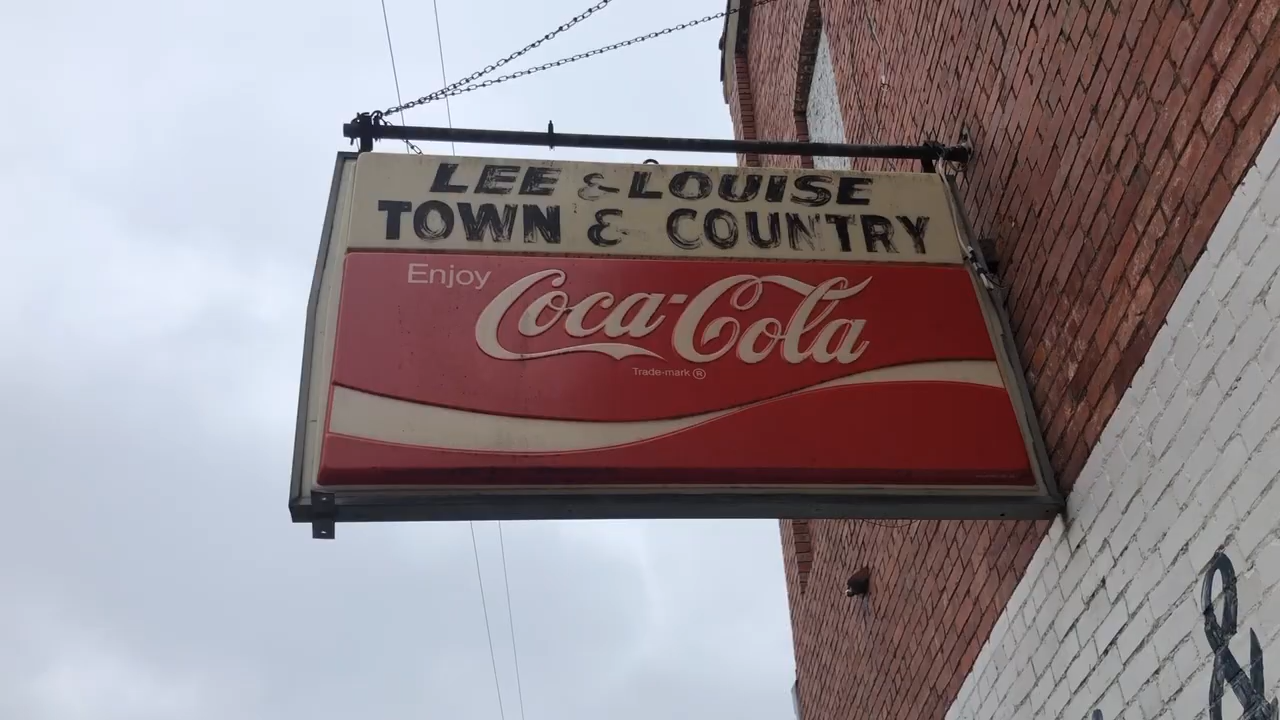 LEE & LOUISE
TOWN & COUNTRY
Enjoy
Coca-Cola
Trade-mark ®
&